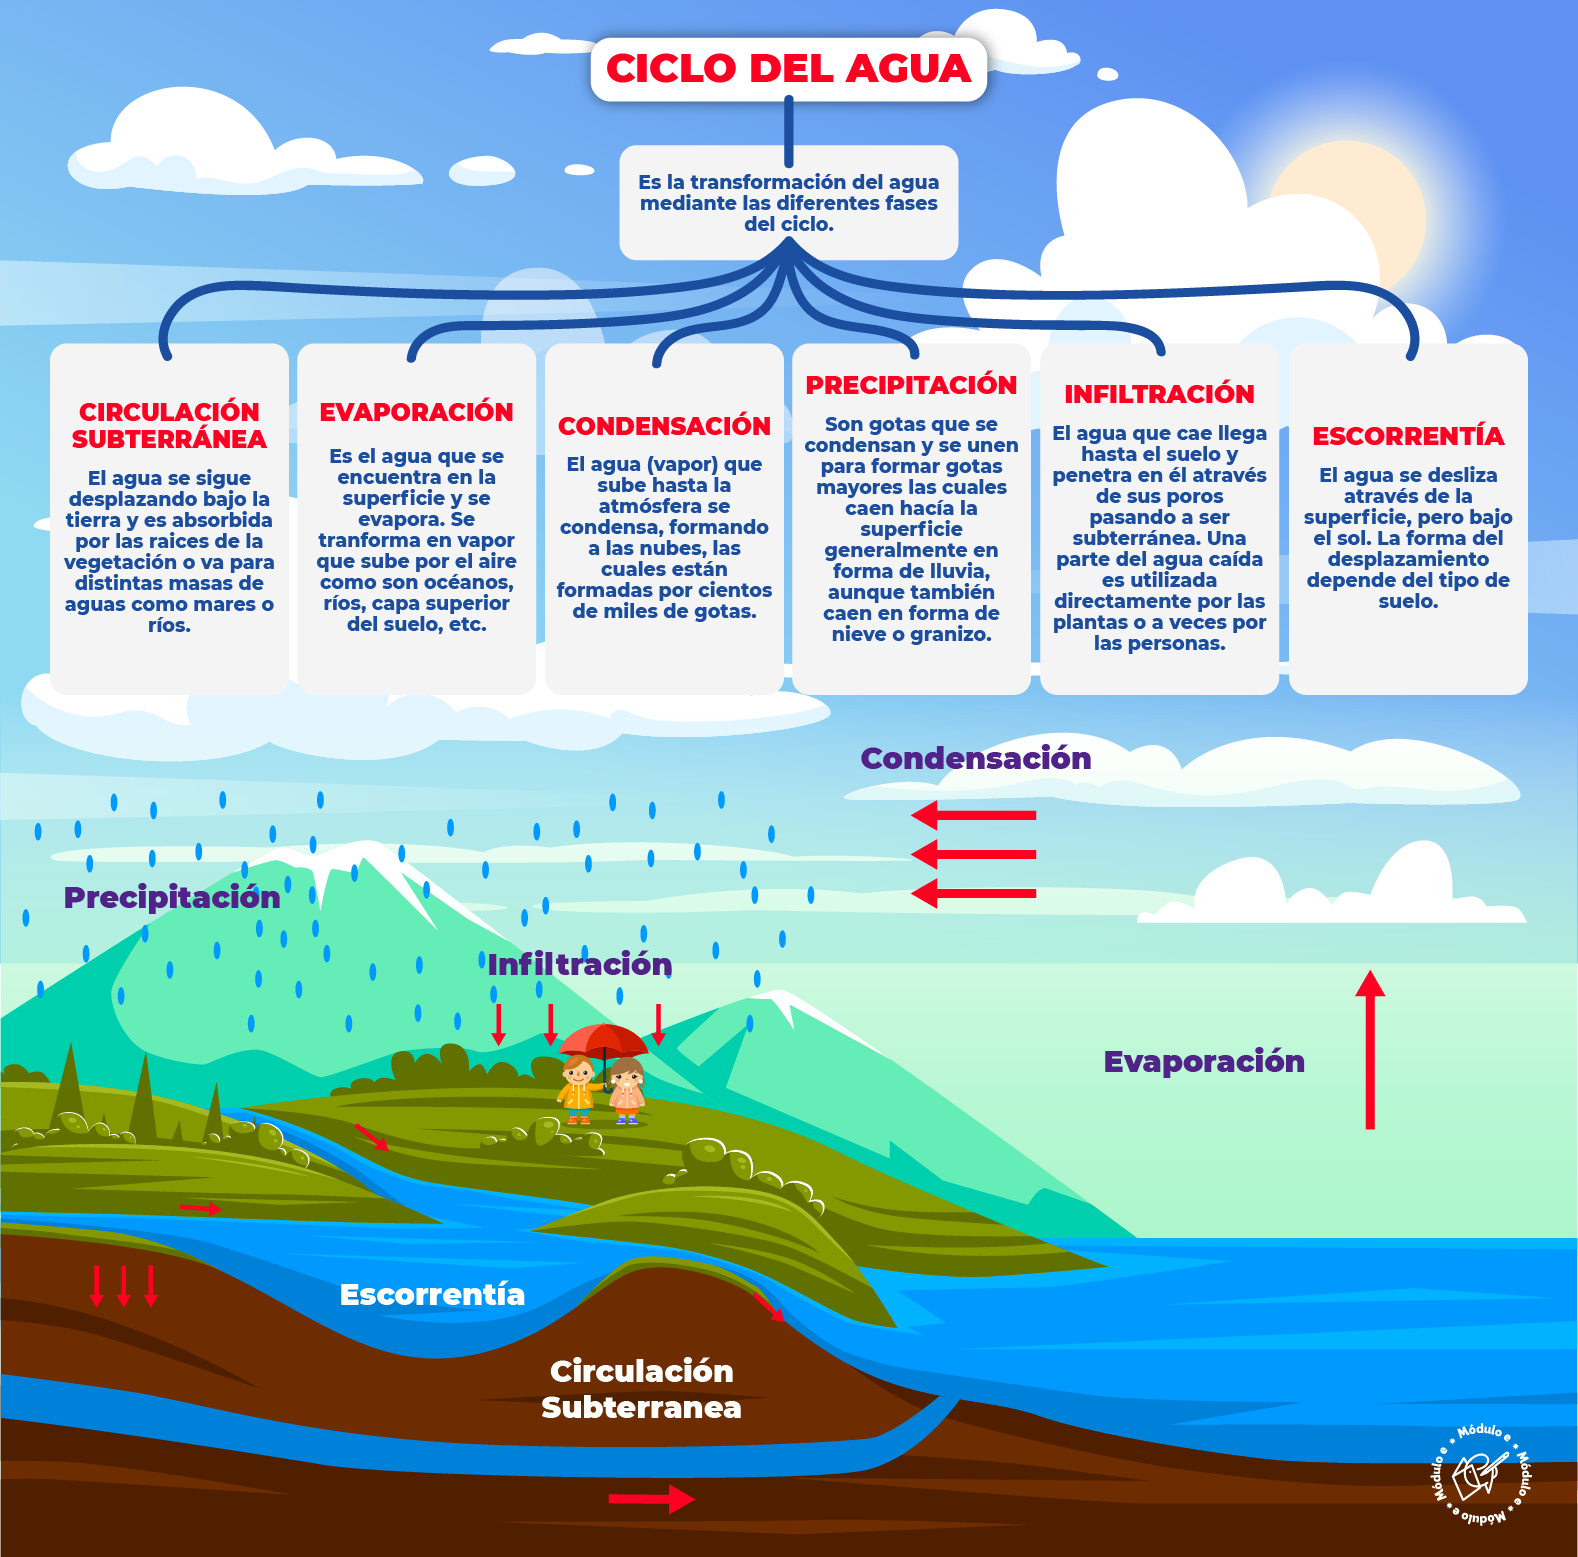 CICLO DEL AGUA
Es la transformación del agua
mediante las diferentes fases
del ciclo.
CIRCULACIÓN
SUBTERRÁNEA
El agua se sigue
desplazando bajo la
tierra y es absorbida
por las raices de la
vegetación o va para
distintas masas de
aguas como mares o
ríos.
EVAPORACIÓN
Es el agua que se
encuentra en la
superficie y se
evapora. Se
tranforma en vapor
que sube por el aire
como son océanos,
ríos, capa superior
del suelo, etc.
CONDENSACIÓN
El agua (vapor) que
sube hasta la
atmósfera se
condensa, formando
a las nubes, las
cuales están
formadas por cientos
de miles de gotas.
PRECIPITACIÓN
Son gotas que se
condensan y se unen
para formar gotas
mayores las cuales
caen hacía la
superficie
generalmente en
forma de lluvia,
aunque también
caen en forma de
nieve o granizo.
INFILTRACIÓN
El agua que cae llega
hasta el suelo y
penetra en él através
de sus poros
pasando a ser
subterránea. Una
parte del agua caída
es utilizada
directamente por las
plantas o a veces por
las personas.
ESCORRENTÍA
El agua se desliza
através de la
superficie, pero bajo
el sol. La forma del
desplazamiento
depende del tipo de
suelo.
Condensación
Precipitación
Infiltración
Evaporación
Escorrentía
Circulación
Subterranea
Módulo e * Módulo e * Módulo e * Módulo e *